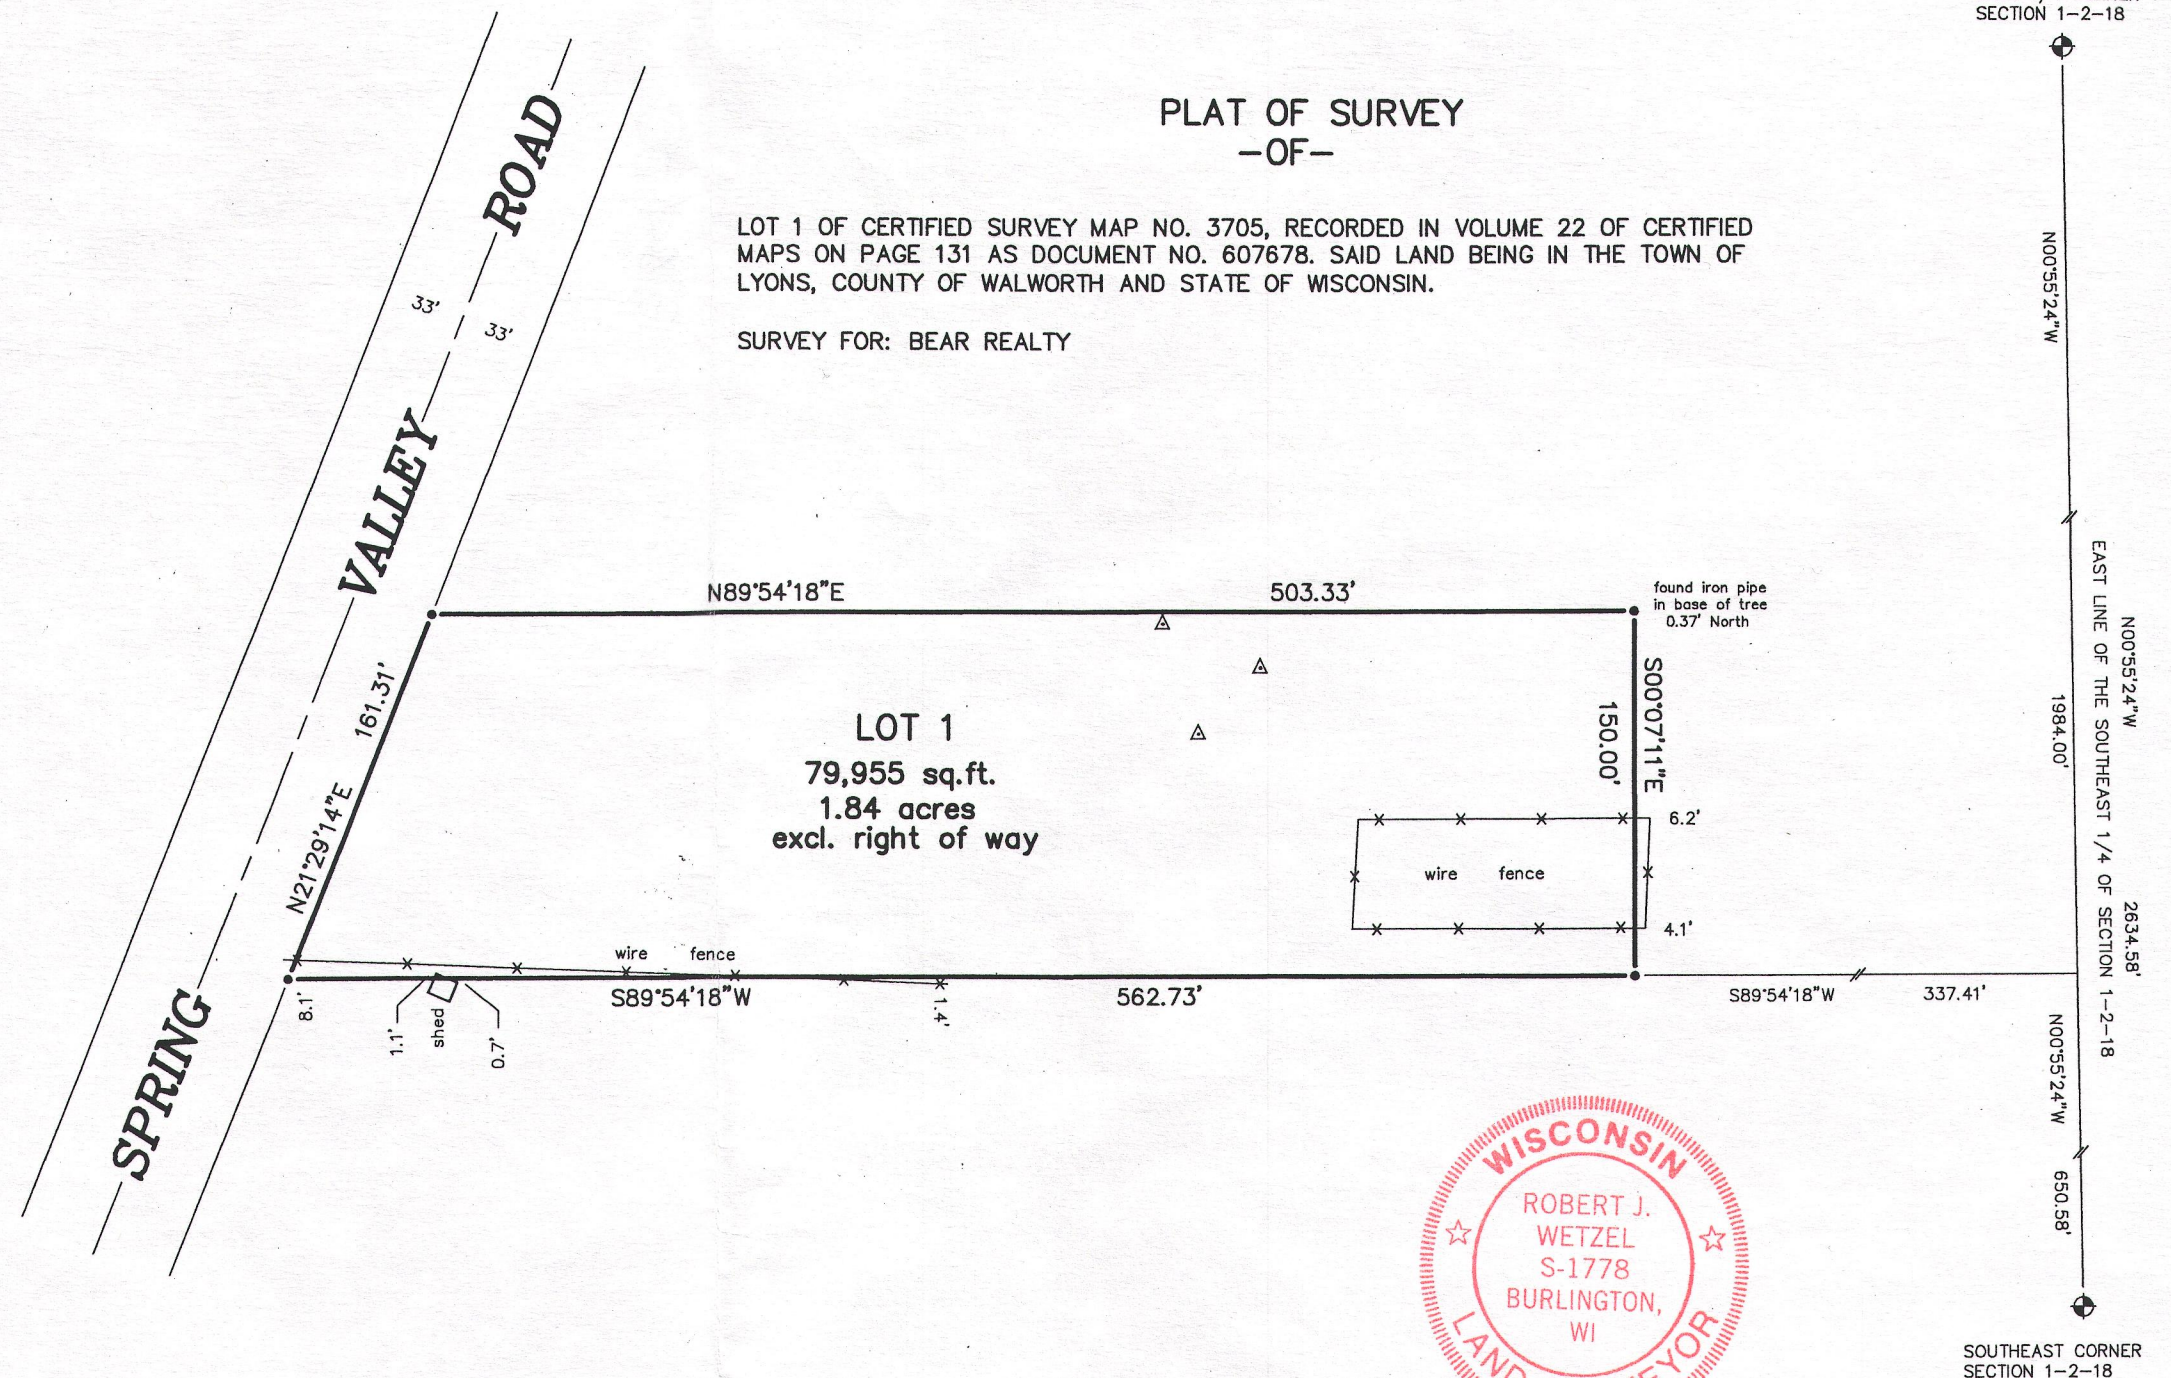 SECTION 1-2-18
PLAT OF SURVEY
-OF-
LOT 1 OF CERTIFIED SURVEY MAP NO. 3705, RECORDED IN VOLUME 22 OF CERTIFIED
MAPS ON PAGE 131 AS DOCUMENT NO. 607678. SAID LAND BEING IN THE TOWN OF
LYONS, COUNTY OF WALWORTH AND STATE OF WISCONSIN.
SURVEY FOR: BEAR REALTY
SPRING VALLEY ROAD
33'
33'
N89°54'18"E 503.33'
found iron pipe
in base of tree
0.37' North
N21°29'14"E 161.31'
LOT 1
79,955 sq.ft.
1.84 acres
excl. right of way
S00°07'11"E
150.00'
6.2'
wire fence
4.1'
wire fence
S89°54'18"W 562.73'
8.1'
1.1'
shed
0.7'
1.4'
S89°54'18"W 337.41'
N00°55'24"W
1984.00'
N00°55'24"W
650.58'
EAST LINE OF THE SOUTHEAST 1/4 OF SECTION 1-2-18
N00°55'24"W 2634.58'
WISCONSIN
ROBERT J.
WETZEL
S-1778
BURLINGTON,
WI
LAND
SOUTHEAST CORNER
SECTION 1-2-18